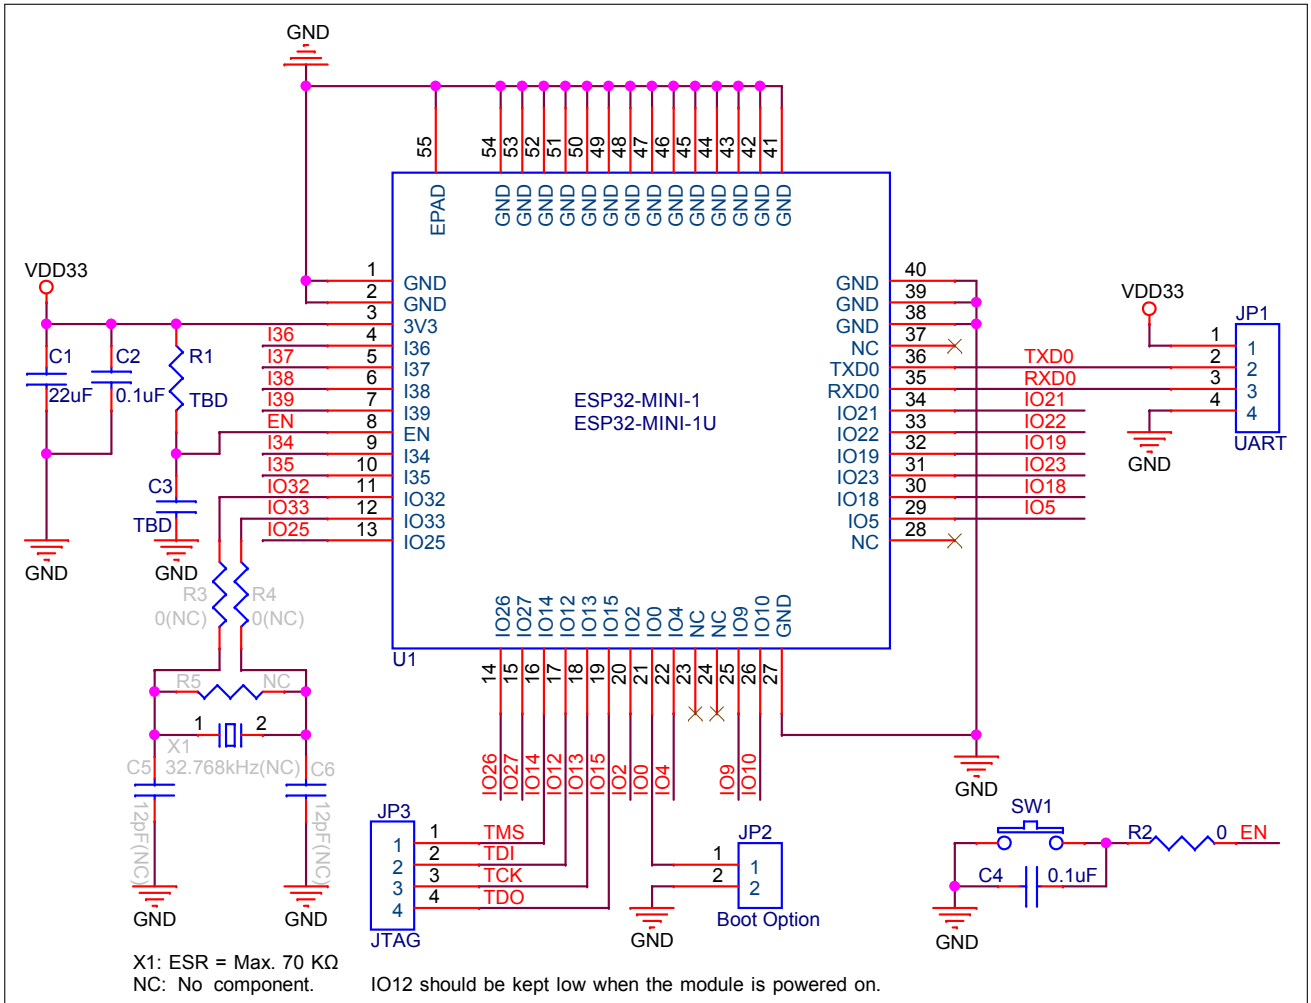 GND
55
54
53
52
51
50
49
48
47
46
45
44
43
42
41
EPAD
GND
GND
GND
GND
GND
GND
GND
GND
GND
GND
GND
GND
GND
GND
VDD33
1 GND
2 GND
3 3V3
I36 4 I36
I37 5 I37
I38 6 I38
I39 7 I39
EN 8 EN
I34 9 I34
I35 10 I35
IO32 11 IO32
IO33 12 IO33
IO25 13 IO25
C1
22uF
C2
0.1uF
R1
TBD
C3
TBD
GND
GND
ESP32-MINI-1
ESP32-MINI-1U
GND 40
GND 39
GND 38
NC 37
TXD0 36 TXD0
RXD0 35 RXD0
IO21 34 IO21
IO22 33 IO22
IO19 32 IO19
IO23 31 IO23
IO18 30 IO18
IO5 29 IO5
NC 28
VDD33
JP1
1 1
2 2
3 3
4 4
UART
GND
R3
0(NC)
R4
0(NC)
R5 NC
1 2
X1
32.768kHz(NC)
C5
12pF(NC)
C6
12pF(NC)
GND
GND
U1
IO26
IO27
IO14
IO12
IO13
IO15
IO2
IO0
IO4
NC
NC
IO9
IO10
GND
14
15
16
17
18
19
20
21
22
23
24
25
26
27
IO26
IO27
IO14
IO12
IO13
IO15
IO2
IO0
IO4
IO9
IO10
GND
JP3
1 1 TMS
2 2 TDI
3 3 TCK
4 4 TDO
JTAG
JP2
1 1
2 2
Boot Option
GND
SW1
R2 0 EN
C4 0.1uF
GND
X1: ESR = Max. 70 KΩ
NC: No component.
IO12 should be kept low when the module is powered on.